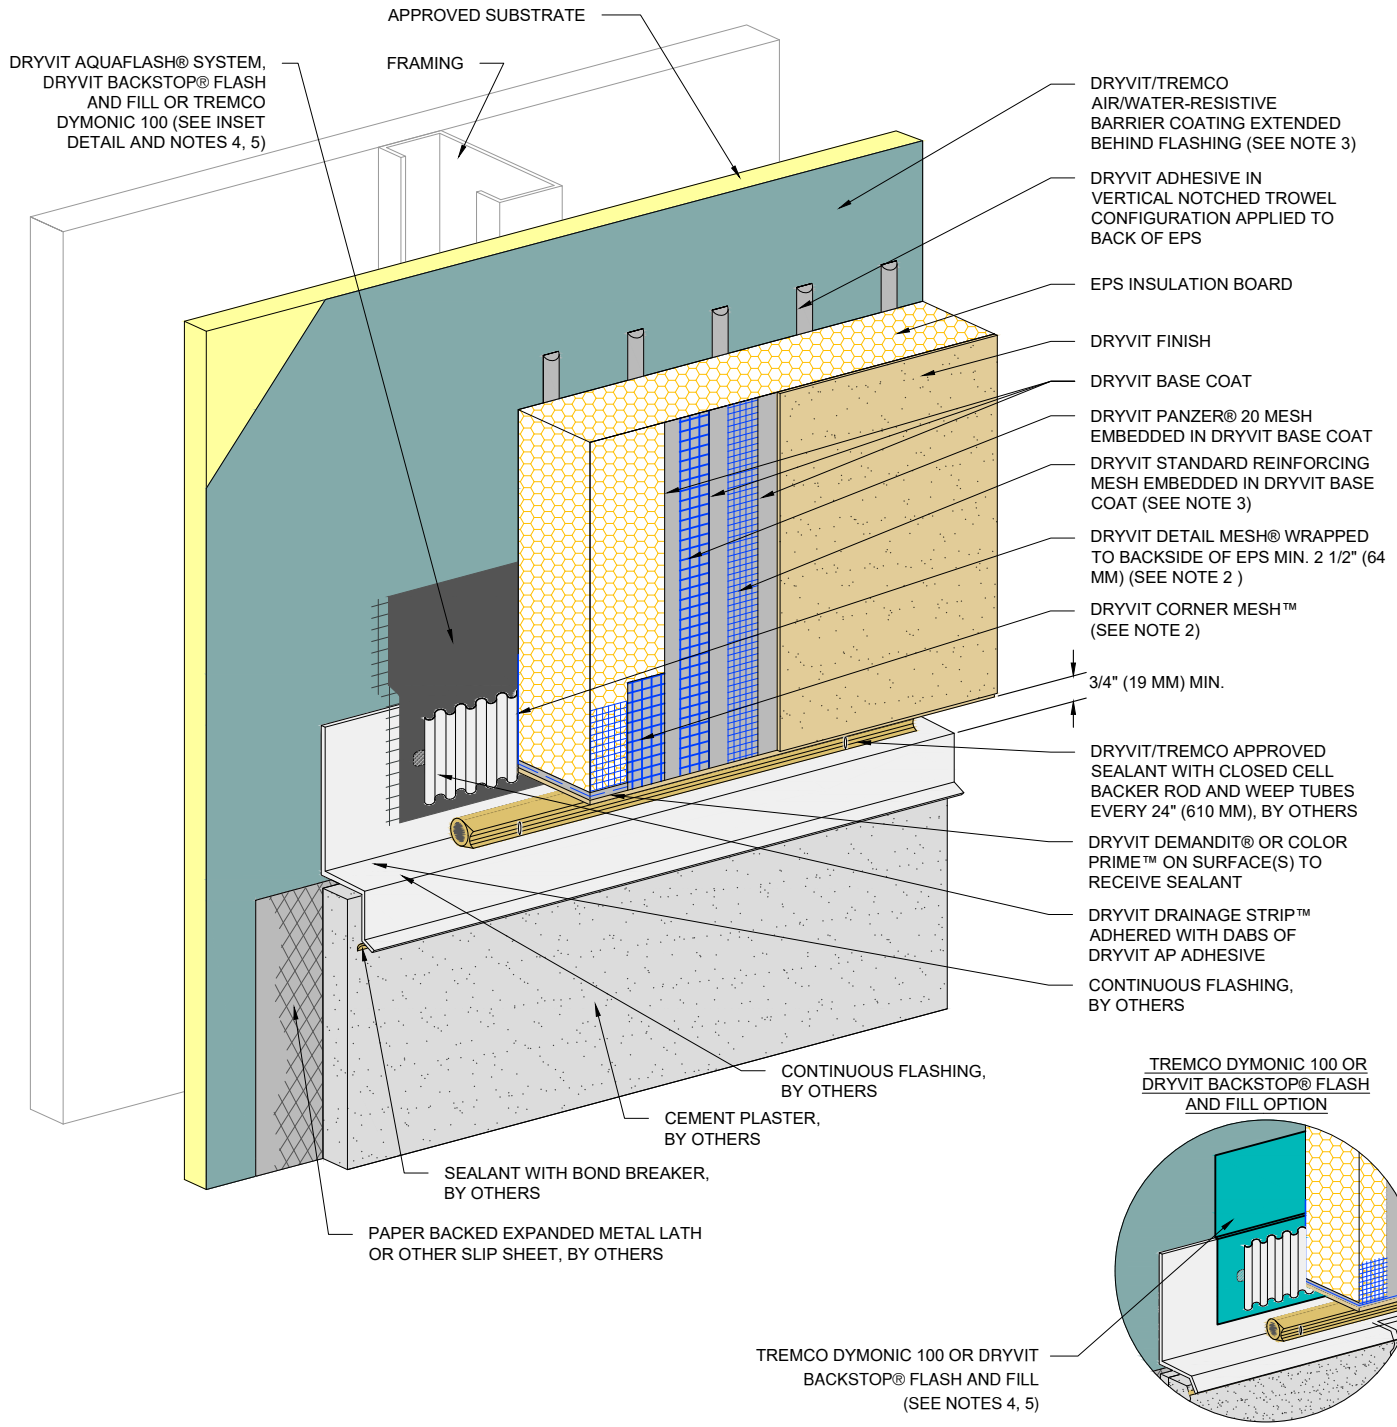 APPROVED SUBSTRATE
DRYVIT AQUAFLASH® SYSTEM,
DRYVIT BACKSTOP® FLASH
AND FILL OR TREMCO
DYMONIC 100 (SEE INSET
DETAIL AND NOTES 4, 5)
FRAMING
DRYVIT/TREMCO
AIR/WATER-RESISTIVE
BARRIER COATING EXTENDED
BEHIND FLASHING (SEE NOTE 3)
DRYVIT ADHESIVE IN
VERTICAL NOTCHED TROWEL
CONFIGURATION APPLIED TO
BACK OF EPS
EPS INSULATION BOARD
DRYVIT FINISH
DRYVIT BASE COAT
DRYVIT PANZER® 20 MESH
EMBEDDED IN DRYVIT BASE COAT
DRYVIT STANDARD REINFORCING
MESH EMBEDDED IN DRYVIT BASE
COAT (SEE NOTE 3)
DRYVIT DETAIL MESH® WRAPPED
TO BACKSIDE OF EPS MIN. 2 1/2" (64
MM) (SEE NOTE 2 )
DRYVIT CORNER MESH™
(SEE NOTE 2)
3/4" (19 MM) MIN.
DRYVIT/TREMCO APPROVED
SEALANT WITH CLOSED CELL
BACKER ROD AND WEEP TUBES
EVERY 24" (610 MM), BY OTHERS
DRYVIT DEMANDIT® OR COLOR
PRIME™ ON SURFACE(S) TO
RECEIVE SEALANT
DRYVIT DRAINAGE STRIP™
ADHERED WITH DABS OF
DRYVIT AP ADHESIVE
CONTINUOUS FLASHING,
BY OTHERS
CONTINUOUS FLASHING,
BY OTHERS
CEMENT PLASTER,
BY OTHERS
SEALANT WITH BOND BREAKER,
BY OTHERS
PAPER BACKED EXPANDED METAL LATH
OR OTHER SLIP SHEET, BY OTHERS
TREMCO DYMONIC 100 OR
DRYVIT BACKSTOP® FLASH
AND FILL OPTION
TREMCO DYMONIC 100 OR DRYVIT
BACKSTOP® FLASH AND FILL
(SEE NOTES 4, 5)